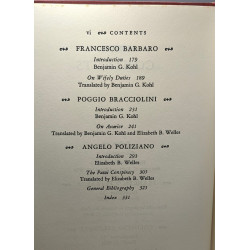 vi CONTENTS
FRANCESCO BARBARO
Introduction 179
Benjamin G. Kohl
On Wifely Duties 189
Translated by Benjamin G. Kohl
POGGIO BRACCIOLINI
Introduction 231
Benjamin G. Kohl
On Avarice 241
Translated by Benjamin G. Kohl and Elizabeth B. Welles
ANGELO POLIZIANO
Introduction 293
Elizabeth B. Welles
The Pazzi Conspiracy 307
Translated by Elizabeth B. Welles
General Bibliography 323
Index 331